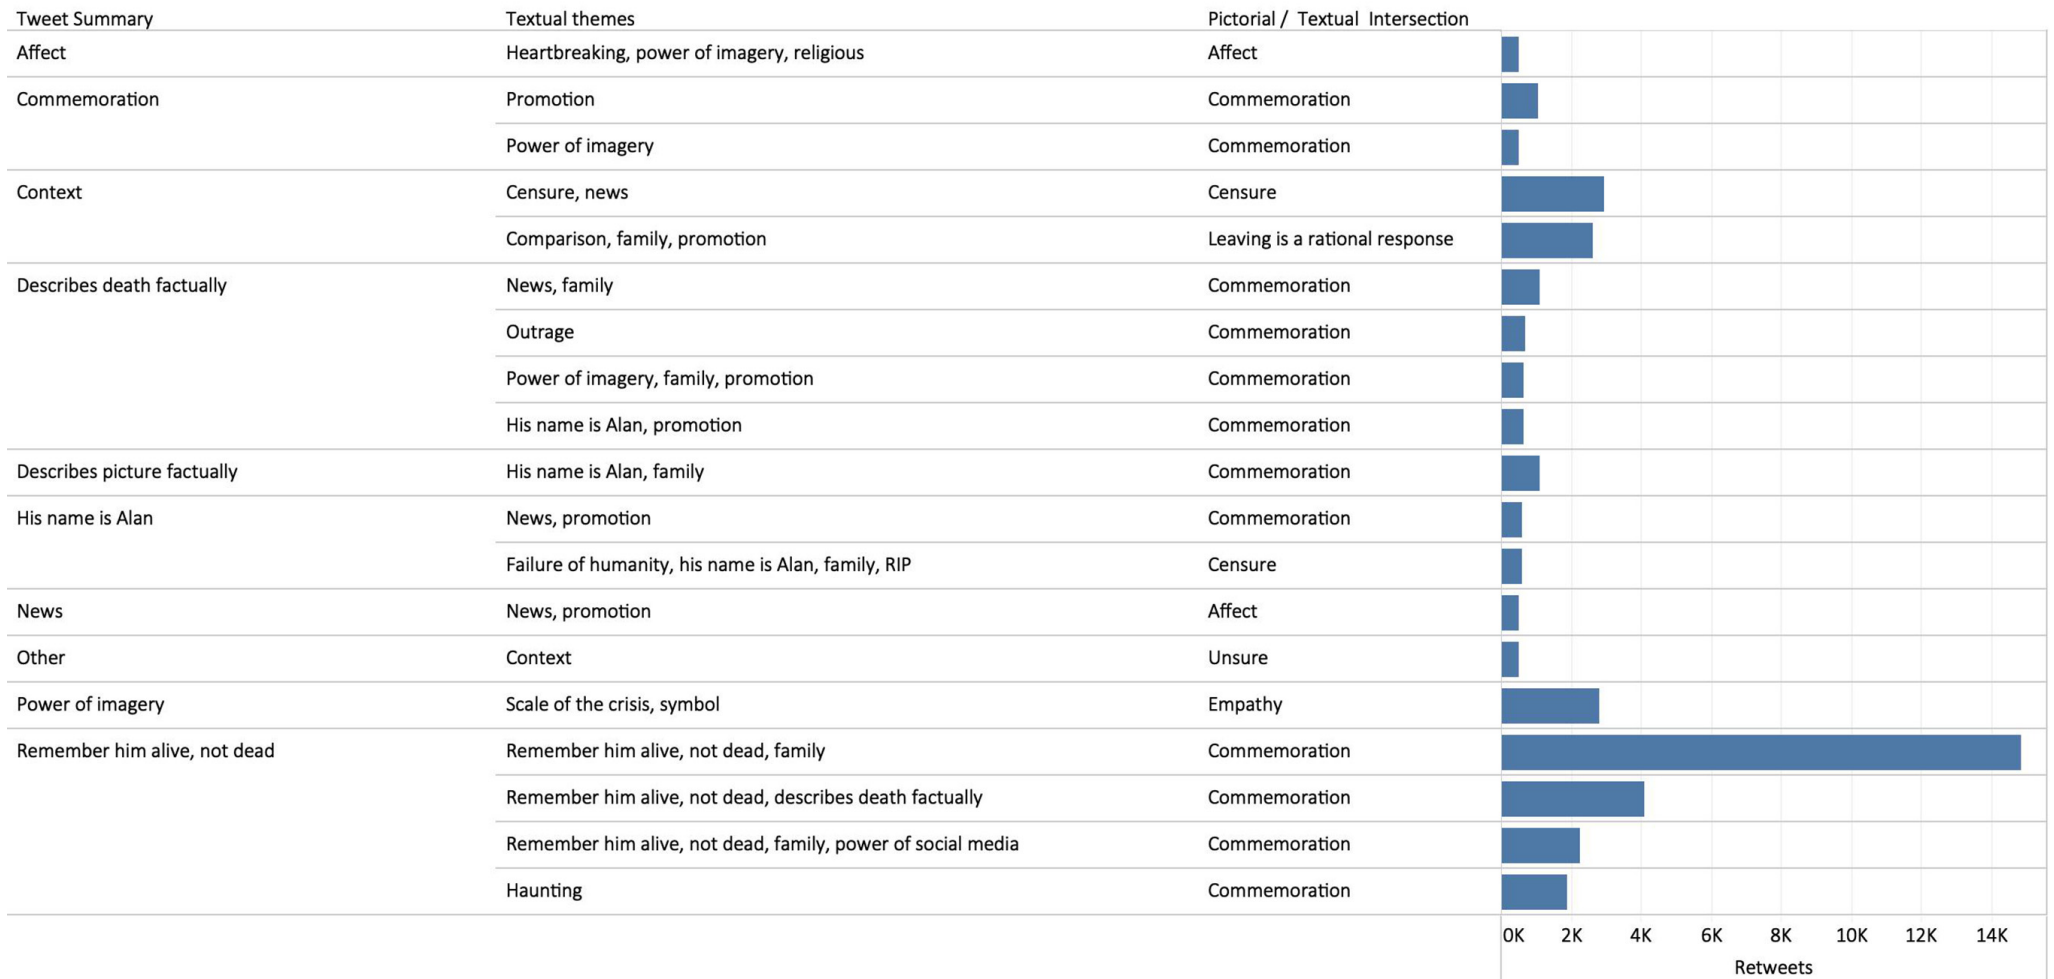 Tweet Summary Textual themes Pictorial / Textual Intersection
Affect Heartbreaking, power of imagery, religious Affect
Commemoration Promotion Commemoration
Power of imagery Commemoration
Context Censure, news Censure
Comparison, family, promotion Leaving is a rational response
Describes death factually News, family Commemoration
Outrage Commemoration
Power of imagery, family, promotion Commemoration
His name is Alan, promotion Commemoration
Describes picture factually His name is Alan, family Commemoration
His name is Alan News, promotion Commemoration
Failure of humanity, his name is Alan, family, RIP Censure
News News, promotion Affect
Other Context Unsure
Power of imagery Scale of the crisis, symbol Empathy
Remember him alive, not dead Remember him alive, not dead, family Commemoration
Remember him alive, not dead, describes death factually Commemoration
Remember him alive, not dead, family, power of social media Commemoration
Haunting Commemoration
0K 2K 4K 6K 8K 10K 12K 14K
Retweets